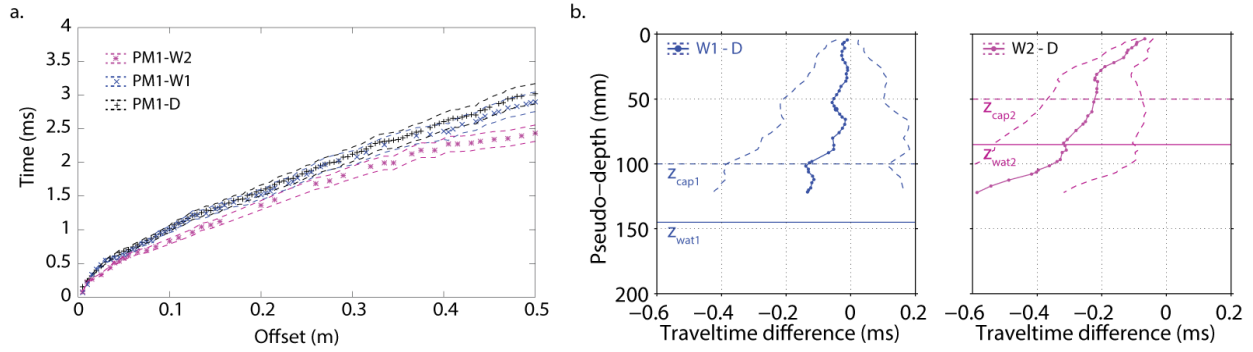 a.
4
3.5
3
2.5
2
1.5
1
0.5
0
Time (ms)
PM1-W2
PM1-W1
PM1-D
0 0.1 0.2 0.3 0.4 0.5
Offset (m)
b.
W1 - D
0
50
100
150
200
Pseudo-depth (mm)
zcap1
zwat1
−0.6 −0.4 −0.2 0 0.2
Traveltime difference (ms)
W2 - D
zcap2
zwat2
−0.6 −0.4 −0.2 0 0.2
Traveltime difference (ms)